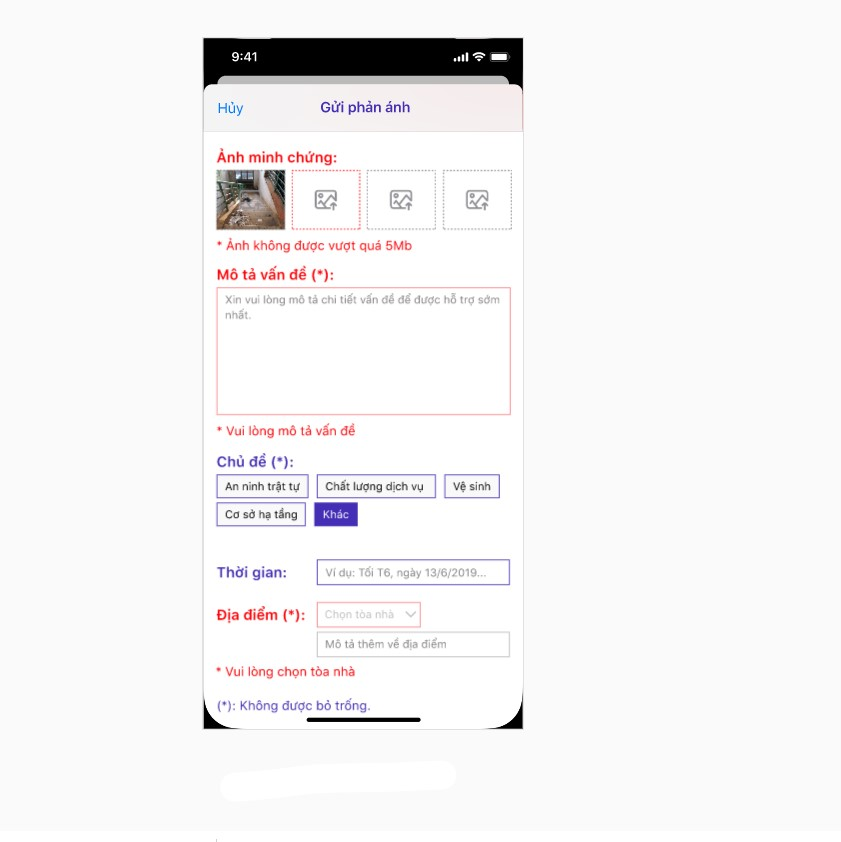 9:41
Hủy
Gửi phản ánh
Ảnh minh chứng:
* Ảnh không được vượt quá 5Mb
Mô tả vấn đề (*):
Xin vui lòng mô tả chi tiết vấn đề để được hỗ trợ sớm
nhất.
* Vui lòng mô tả vấn đề
Chủ đề (*):
An ninh trật tự
Chất lượng dịch vụ
Vệ sinh
Cơ sở hạ tầng
Khác
Thời gian:
Ví dụ: Tối T6, ngày 13/6/2019...
Địa điểm (*):
Chọn tòa nhà
Mô tả thêm về địa điểm
* Vui lòng chọn tòa nhà
(*): Không được bỏ trống.